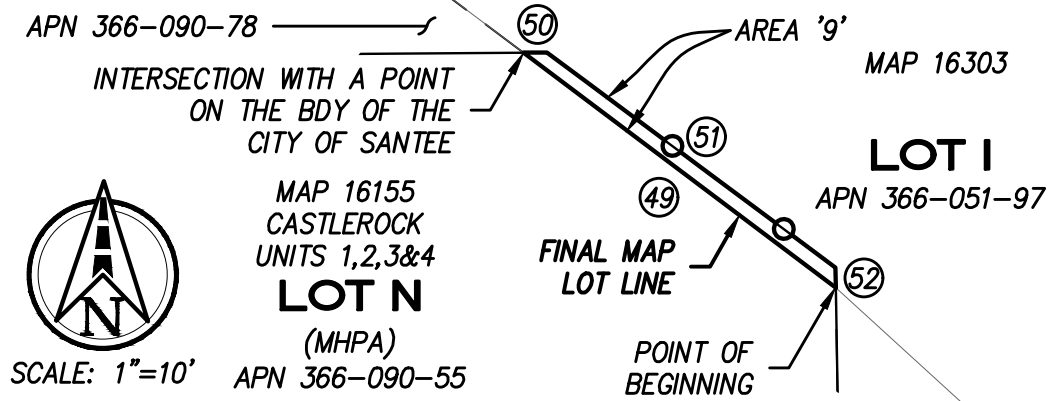 APN 366-090-78
50
AREA '9'
MAP 16303
INTERSECTION WITH A POINT
ON THE BDY OF THE
CITY OF SANTEE
51
LOT I
APN 366-051-97
MAP 16155
CASTLEROCK
UNITS 1,2,3&4
LOT N
(MHPA)
APN 366-090-55
49
FINAL MAP
LOT LINE
52
POINT OF
BEGINNING
N
SCALE: 1"=10'